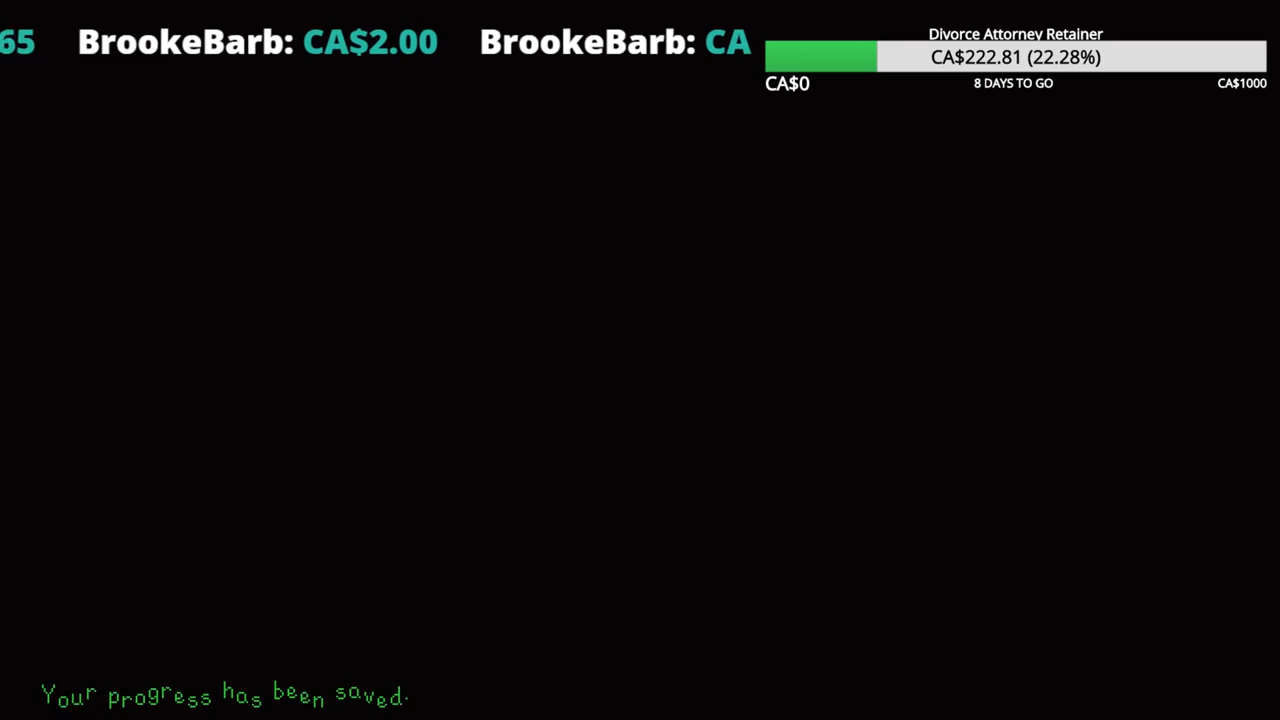 65 BrookeBarb: CA$2.00 BrookeBarb: CA
Divorce Attorney Retainer
CA$222.81 (22.28%)
CA$0 8 DAYS TO GO CA$1000
Your progress has been saved.